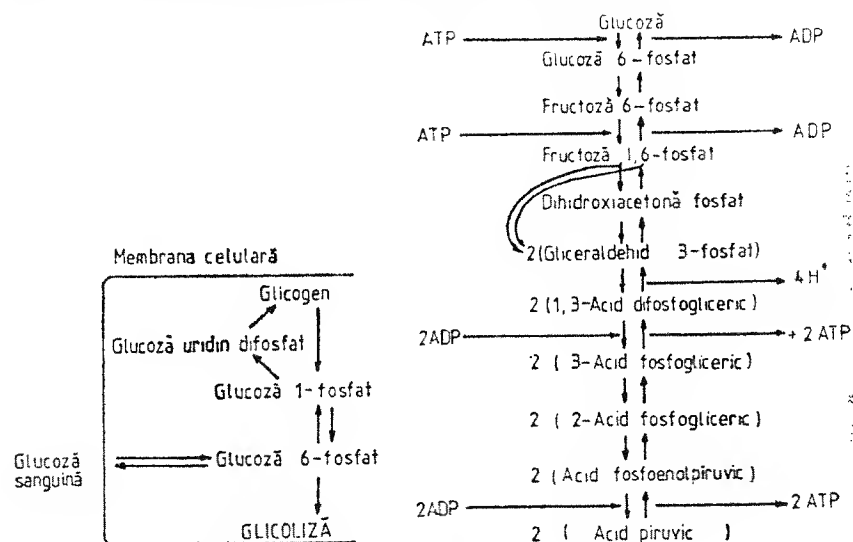 Membrana celulară
Glicogen
Glucoză uridin difosfat
Glucoză 1-fosfat
Glucoză sanguină
Glucoză 6-fosfat
GLICOLIZĂ
Glucoză
ATP
ADP
Glucoză 6-fosfat
Fructoză 6-fosfat
ATP
ADP
Fructoză 1,6-fosfat
Dihidroxiacetonă fosfat
2(Gliceraldehid 3-fosfat)
4H⁺
2 (1,3-Acid difosfogliceric)
2ADP
+ 2 ATP
2 ( 3-Acid fosfogliceric)
2 ( 2-Acid fosfogliceric)
2 (Acid fosfoenolpiruvic)
2ADP
2 ATP
2 ( Acid piruvic )